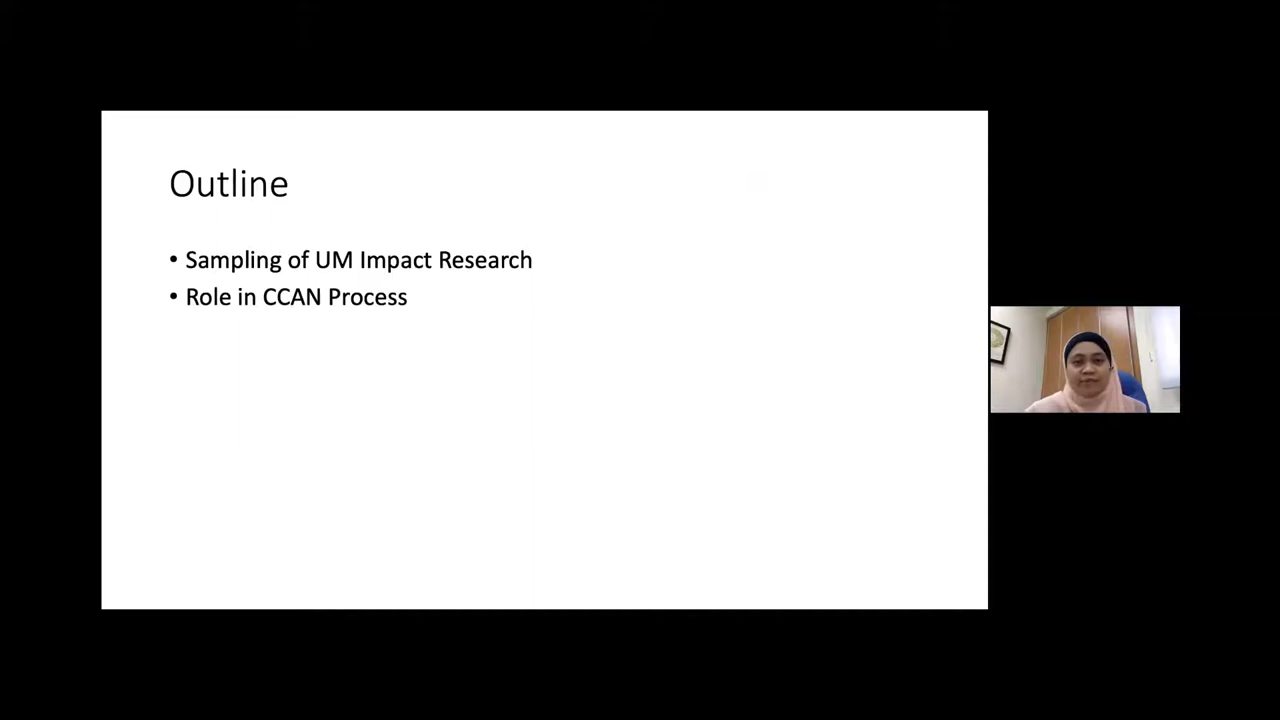 Outline
• Sampling of UM Impact Research
• Role in CCAN Process